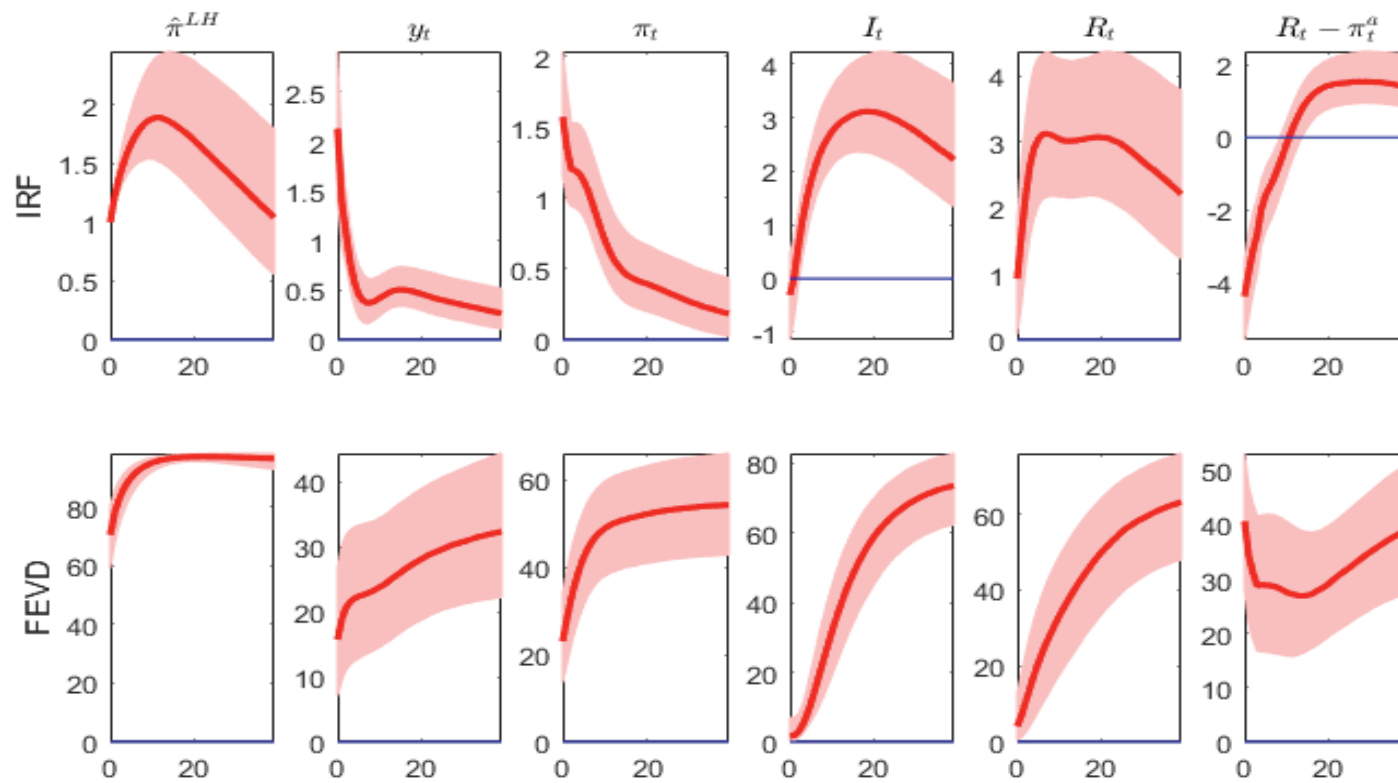 $\hat{\pi}^{LH}$ $y_t$ $\pi_t$ $I_t$ $R_t$ $R_t - \pi_t^a$
IRF
2 1.5 1 0.5 0
2.5 2 1.5 1 0.5 0
2 1.5 1 0.5 0
4 3 2 1 0 -1
4 3 2 1 0
2 0 -2 -4
0 20 0 20 0 20 0 20 0 20 0 20
FEVD
80 60 40 20 0
40 30 20 10 0
60 40 20 0
80 60 40 20 0
60 40 20 0
50 40 30 20 10 0
0 20 0 20 0 20 0 20 0 20 0 20